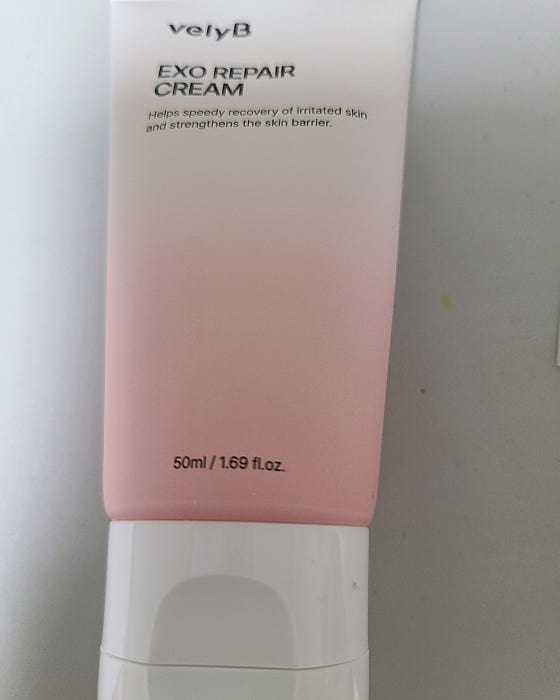 velyB
EXO REPAIR
CREAM
Helps speedy recovery of irritated skin
and strengthens the skin barrier.
50ml / 1.69 fl.oz.